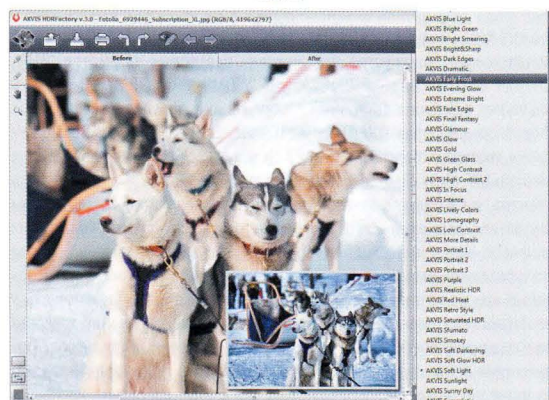 AKVIS HDRFactory v.3.0 - Fotolia_6929446_Subscription_XL.jpg (RGB/8, 4196x2797)
Before
After
AKVIS Blue Light
AKVIS Bright Green
AKVIS Bright Smearing
AKVIS Bright&Sharp
AKVIS Dark Edges
AKVIS Dramatic
AKVIS Early Frost
AKVIS Evening Glow
AKVIS Extreme Bright
AKVIS Fade Edges
AKVIS Final Fantasy
AKVIS Glamour
AKVIS Glow
AKVIS Gold
AKVIS Green Glass
AKVIS High Contrast
AKVIS High Contrast 2
AKVIS In Focus
AKVIS Intense
AKVIS Lively Colors
AKVIS Lomography
AKVIS Low Contrast
AKVIS More Details
AKVIS Portrait 1
AKVIS Portrait 2
AKVIS Portrait 3
AKVIS Purple
AKVIS Realistic HDR
AKVIS Red Heat
AKVIS Retro Style
AKVIS Saturated HDR
AKVIS Sfumato
AKVIS Smokey
AKVIS Soft Darkering
AKVIS Soft Glow HDR
• AKVIS Soft Light
AKVIS Sunlight
AKVIS Sunny Day